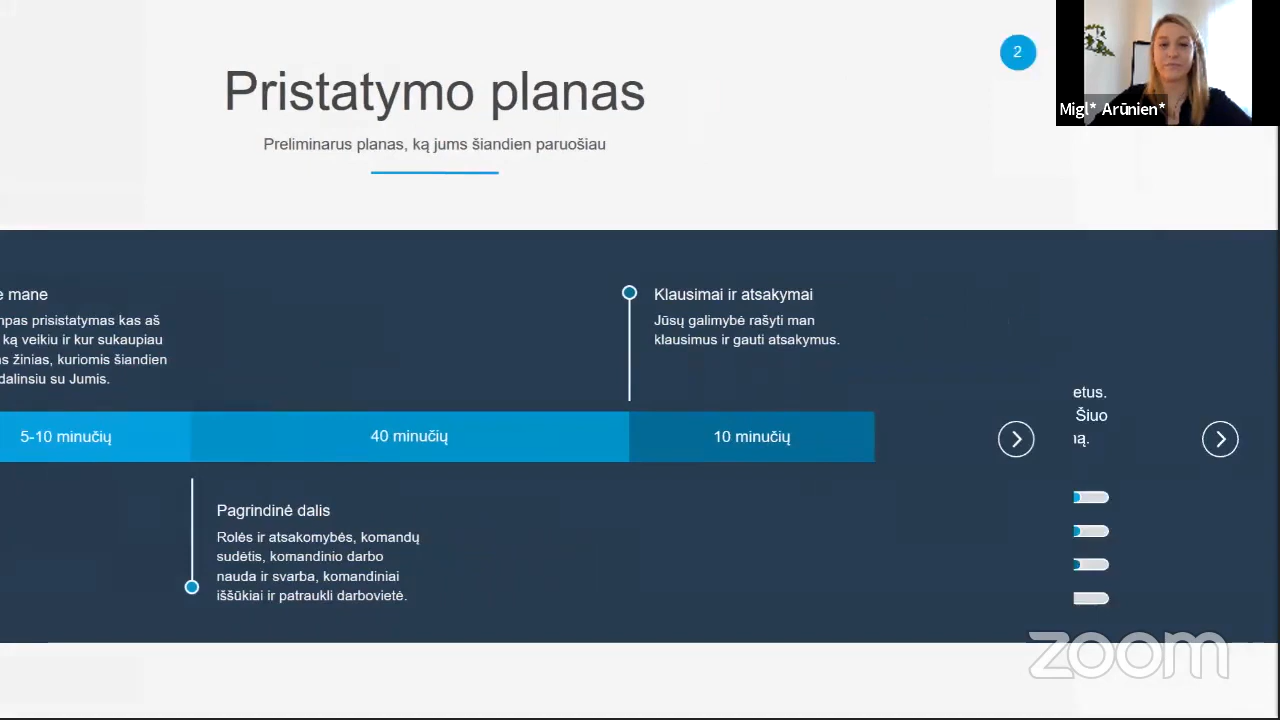 2
Migl* Arūnien*
Pristatymo planas
Preliminarus planas, ką jums šiandien paruošiau
mane
prisistatymas kas aš
ką veikiu ir kur sukaupiau
žinias, kuriomis šiandien
dalinsiu su Jumis.
Klausimai ir atsakymai
Jūsų galimybė rašyti man
klausimus ir gauti atsakymus.
etus.
Šiuo
5-10 minučių
40 minučių
10 minučių
Pagrindinė dalis
Rolės ir atsakomybės, komandų
sudėtis, komandinio darbo
nauda ir svarba, komandiniai
iššūkiai ir patraukli darbovietė.
zoom